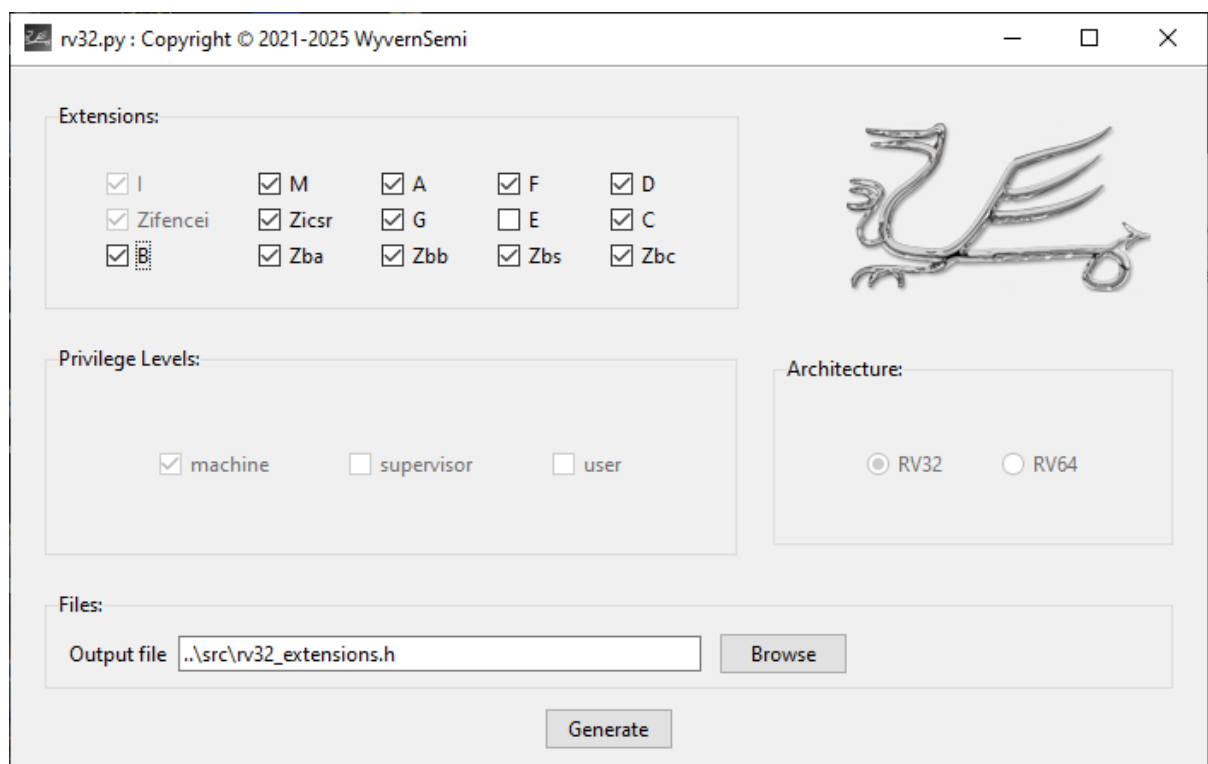 rv32.py : Copyright © 2021-2025 WyvernSemi
Extensions:
I M A F D
Zifencei Zicsr G E C
B Zba Zbb Zbs Zbc
Privilege Levels:
machine supervisor user
Architecture:
RV32 RV64
Files:
Output file ..\src\rv32_extensions.h Browse
Generate